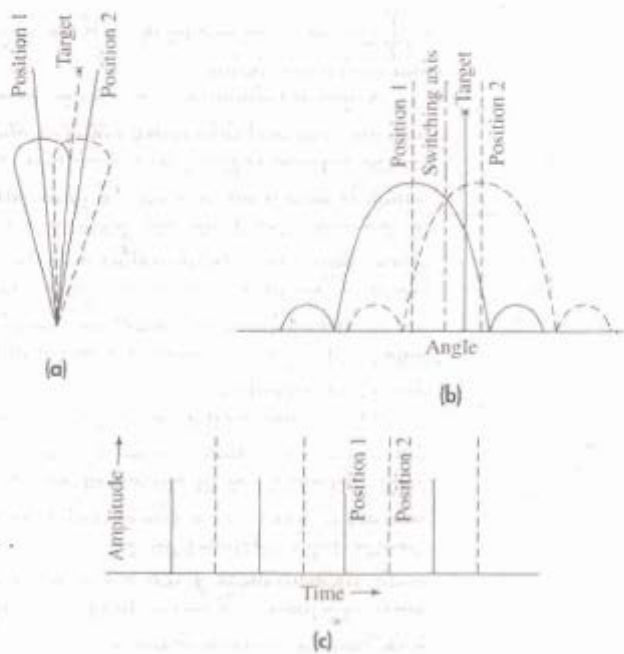 Position 1
Target
Position 2
(a)
Position 1
Switching axis
Target
Position 2
Angle
(b)
Amplitude
Position 1
Position 2
Time
(c)